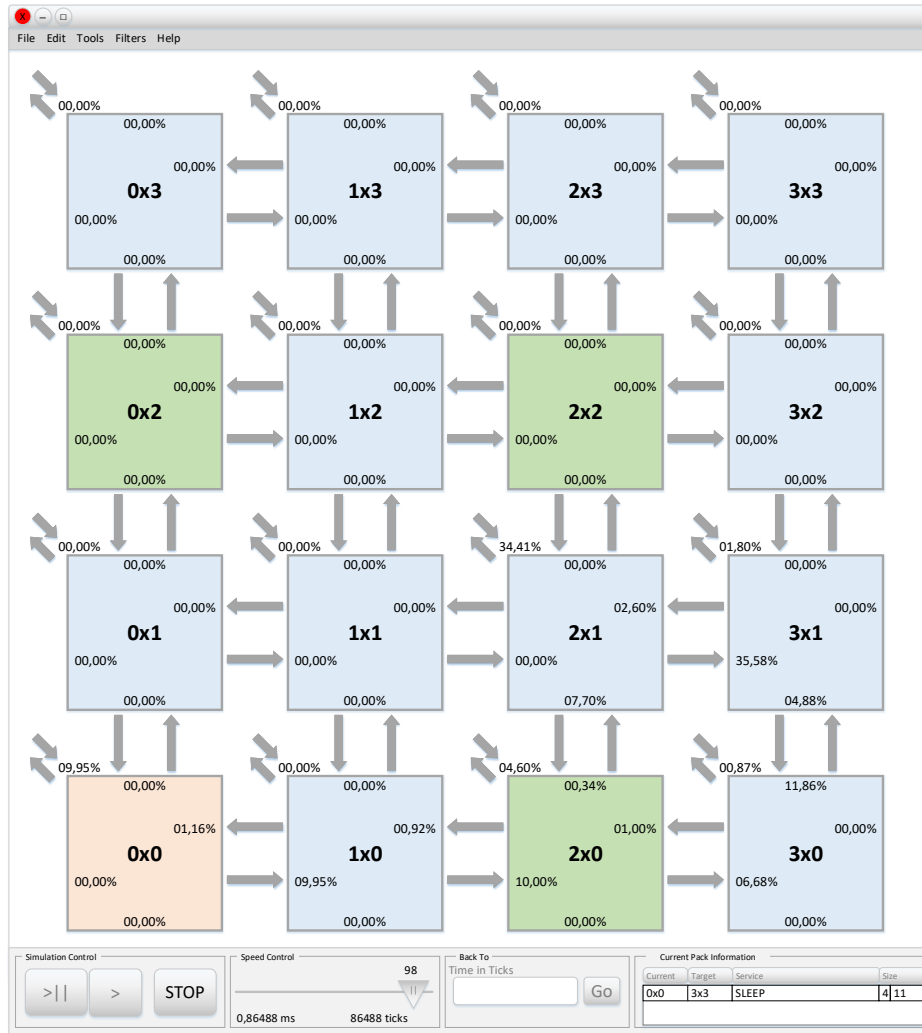 X
File Edit Tools Filters Help
00,00% 00,00% 00,00% 00,00%
00,00% 00,00% 00,00% 00,00%
00,00% 00,00% 00,00% 00,00%
0x3 1x3 2x3 3x3
00,00% 00,00% 00,00% 00,00%
00,00% 00,00% 00,00% 00,00%
00,00% 00,00% 00,00% 00,00%
00,00% 00,00% 00,00% 00,00%
00,00% 00,00% 00,00% 00,00%
0x2 1x2 2x2 3x2
00,00% 00,00% 00,00% 00,00%
00,00% 00,00% 00,00% 00,00%
00,00% 00,00% 34,41% 01,80%
00,00% 00,00% 00,00% 00,00%
00,00% 00,00% 02,60% 00,00%
0x1 1x1 2x1 3x1
00,00% 00,00% 00,00% 35,58%
00,00% 00,00% 07,70% 04,88%
09,95% 00,00% 04,60% 00,87%
00,00% 00,00% 00,34% 11,86%
01,16% 00,92% 01,00% 00,00%
0x0 1x0 2x0 3x0
00,00% 09,95% 10,00% 06,68%
00,00% 00,00% 00,00% 00,00%
Simulation Control Speed Control Back To Current Pack Information
98 Time in Ticks
Current Target Service Size
>|| > STOP Go
0x0 3x3 SLEEP 4 11
0,86488 ms 86488 ticks